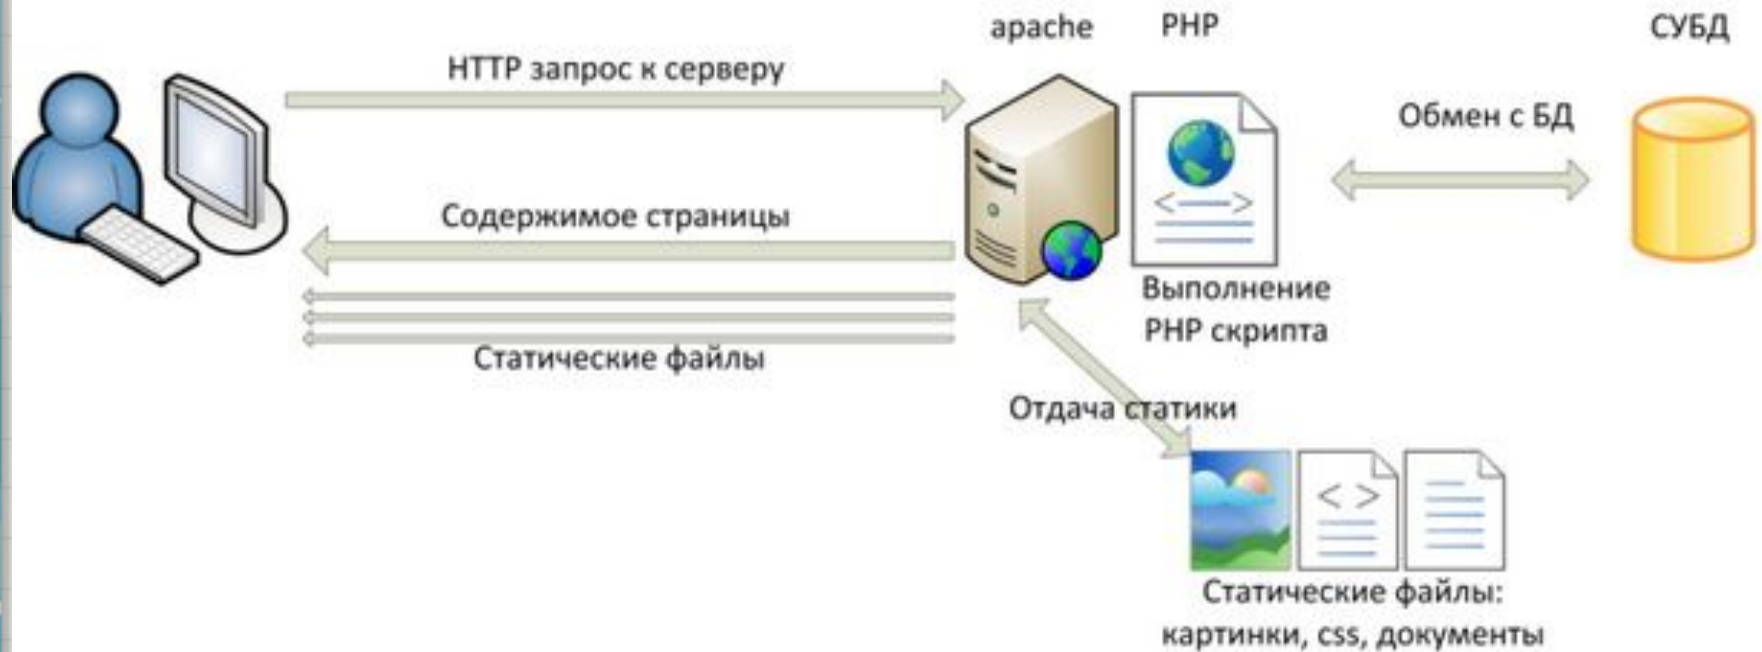 apache
PHP
СУБД
HTTP запрос к серверу
Обмен с БД
Содержимое страницы
Выполнение
PHP скрипта
Статические файлы
Отдача статики
Статические файлы:
картинки, css, документы